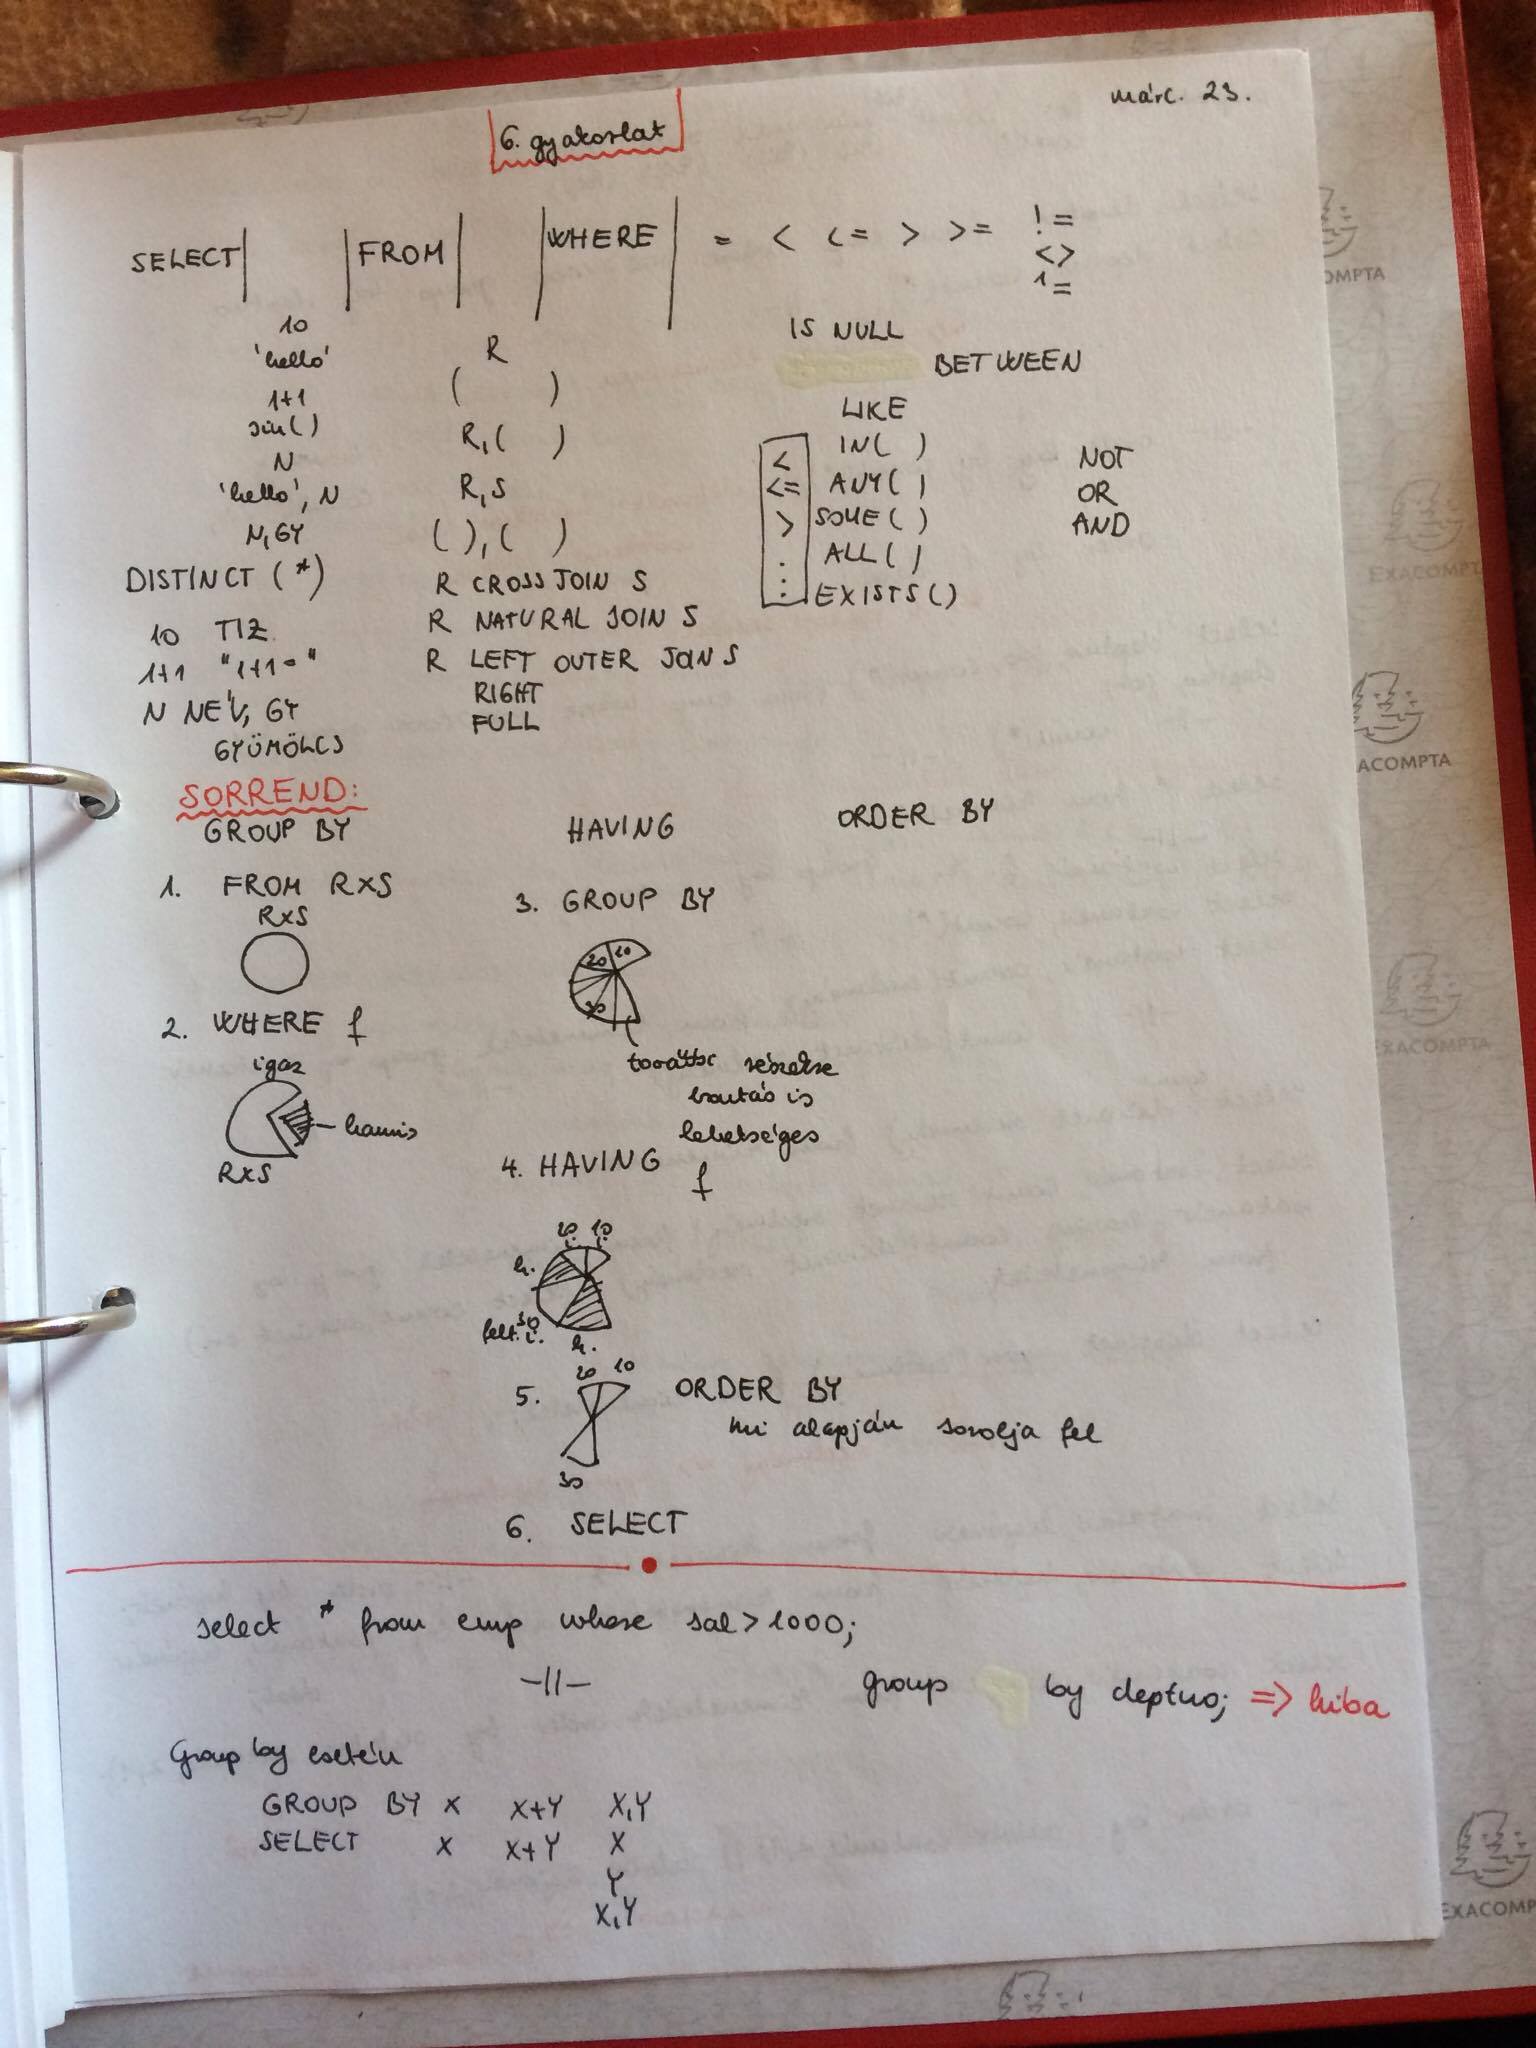 márc. 23.
6. gyakorlat
SELECT | | FROM | | WHERE | = < <= > >= !=
<>
^=
10
'hello'
1+1
sin()
N
'hello', N
N, GY
DISTINCT (*)
10 TIZ
1+1 "1+1="
N NÉV, GY
GYÜMÖLCS
R
( )
R, ( )
R, S
( ), ( )
R CROSS JOIN S
R NATURAL JOIN S
R LEFT OUTER JOIN S
RIGHT
FULL
IS NULL
BETWEEN
LIKE
IN( )
ANY( )
SOME( )
ALL( )
EXISTS()
<
<=
>
:
:
NOT
OR
AND
SORREND:
GROUP BY HAVING ORDER BY
1. FROM RxS
RxS
2. WHERE f
igaz
hamis
RxS
3. GROUP BY
20 10
30
további részekre
bontás is
lehetséges
4. HAVING f
20 10
i. i.
h.
30
felt. i.
h.
5. 20 10 ORDER BY
mi alapján sorolja fel
30
6. SELECT
select * from emp where sal > 1000;
-||- group by deptno; => hiba
Group by esetén
GROUP BY X X+Y X,Y
SELECT X X+Y X
Y
X,Y
OMPTA
EXACOMPTA
ACOMPTA
EXACOMPTA
EXACOMP